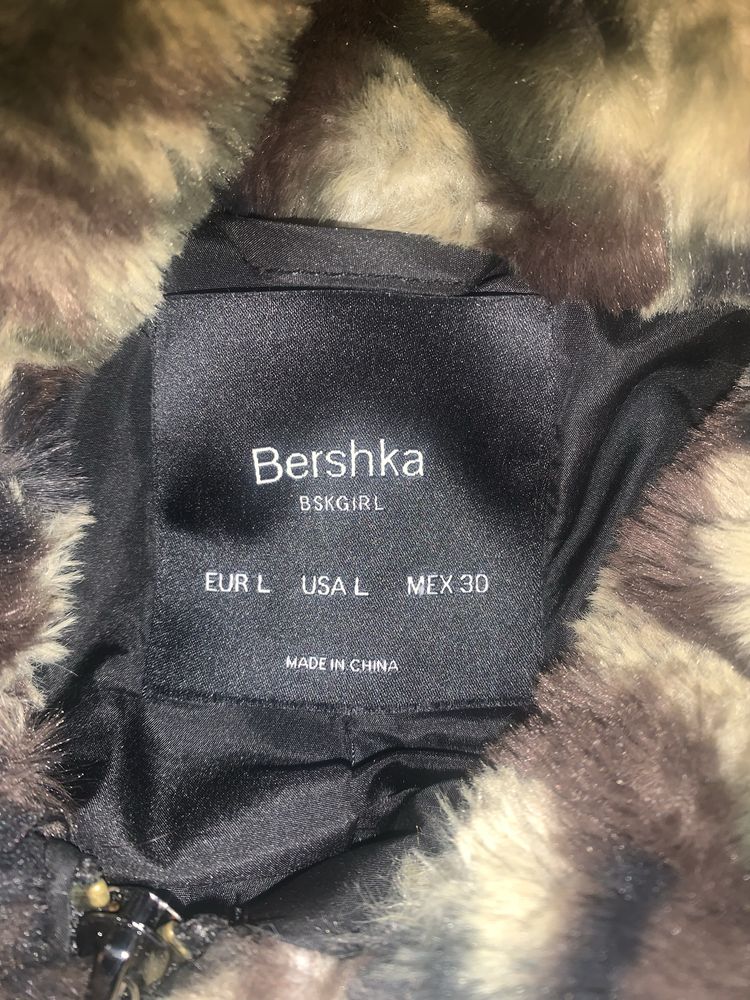 Bershka
BSKGIRL
EUR L USA L MEX 30
MADE IN CHINA